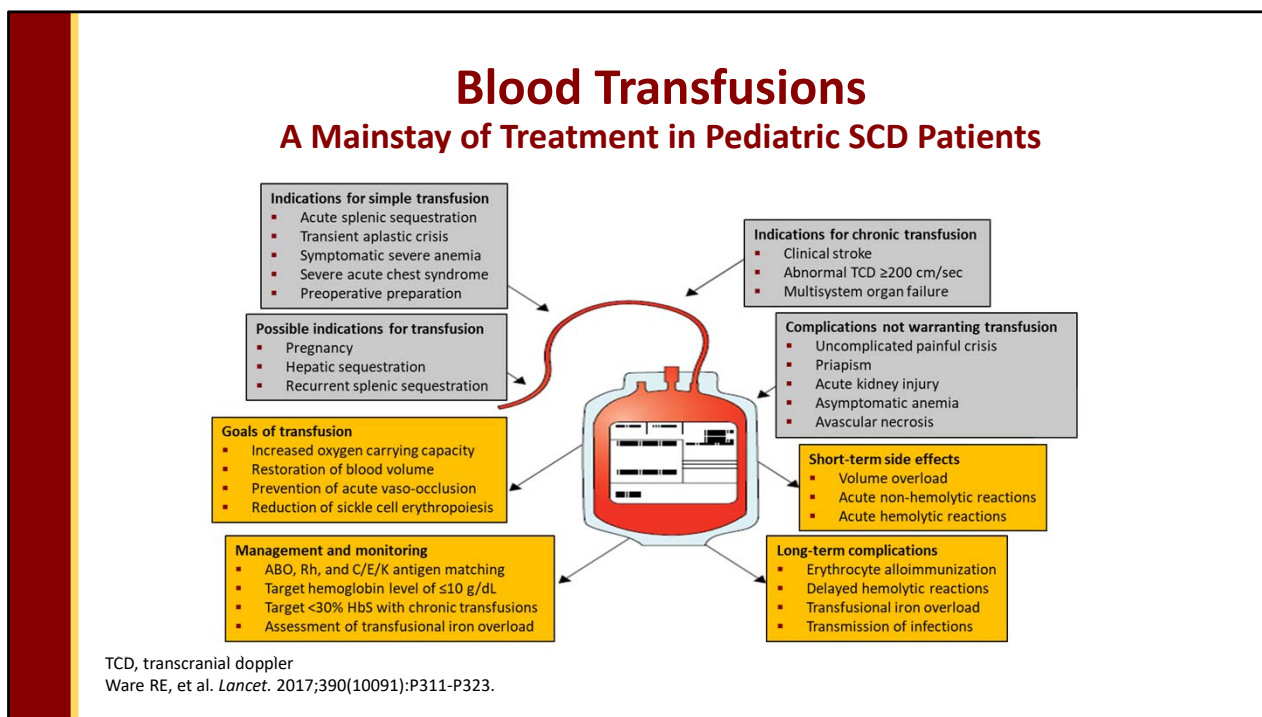 Blood Transfusions
A Mainstay of Treatment in Pediatric SCD Patients
Indications for simple transfusion
▪ Acute splenic sequestration
▪ Transient aplastic crisis
▪ Symptomatic severe anemia
▪ Severe acute chest syndrome
▪ Preoperative preparation
Indications for chronic transfusion
▪ Clinical stroke
▪ Abnormal TCD ≥200 cm/sec
▪ Multisystem organ failure
Possible indications for transfusion
▪ Pregnancy
▪ Hepatic sequestration
▪ Recurrent splenic sequestration
Complications not warranting transfusion
▪ Uncomplicated painful crisis
▪ Priapism
▪ Acute kidney injury
▪ Asymptomatic anemia
▪ Avascular necrosis
Goals of transfusion
▪ Increased oxygen carrying capacity
▪ Restoration of blood volume
▪ Prevention of acute vaso-occlusion
▪ Reduction of sickle cell erythropoiesis
Short-term side effects
▪ Volume overload
▪ Acute non-hemolytic reactions
▪ Acute hemolytic reactions
Management and monitoring
▪ ABO, Rh, and C/E/K antigen matching
▪ Target hemoglobin level of ≤10 g/dL
▪ Target <30% HbS with chronic transfusions
▪ Assessment of transfusional iron overload
Long-term complications
▪ Erythrocyte alloimmunization
▪ Delayed hemolytic reactions
▪ Transfusional iron overload
▪ Transmission of infections
TCD, transcranial doppler
Ware RE, et al. Lancet. 2017;390(10091):P311-P323.